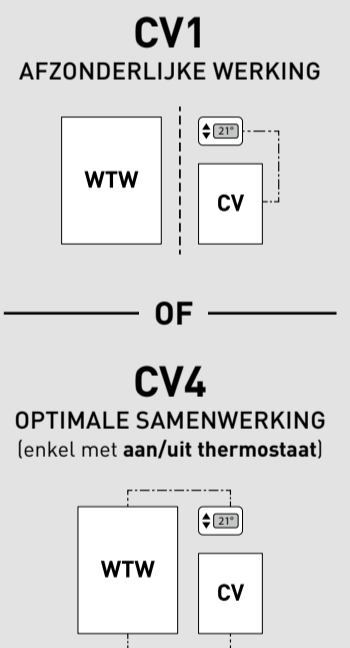 CV1
AFZONDERLIJKE WERKING
21°
WTW
CV
OF
CV4
OPTIMALE SAMENWERKING
(enkel met aan/uit thermostaat)
21°
WTW
CV